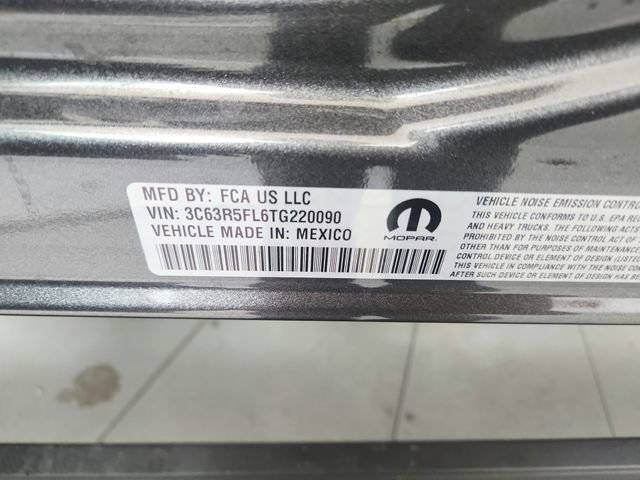 MFD BY: FCA US LLC
VIN: 3C63R5FL6TG220090
VEHICLE MADE IN: MEXICO
MOPAR.
VEHICLE NOISE EMISSION CONTRO
THIS VEHICLE CONFORMS TO U.S. EPA R
AND HEAVY TRUCKS. THE FOLLOWING ACTS
PROHIBITED BY THE NOISE CONTROL ACT OF
OTHER THAN FOR PURPOSES OF MAINTENANC
CONTROL DEVICE OR ELEMENT OF DESIGN (LISTED
THIS VEHICLE IN COMPLIANCE WITH THE NOISE CON
AFTER SUCH DEVICE OR ELEMENT OF DESIGN HAS